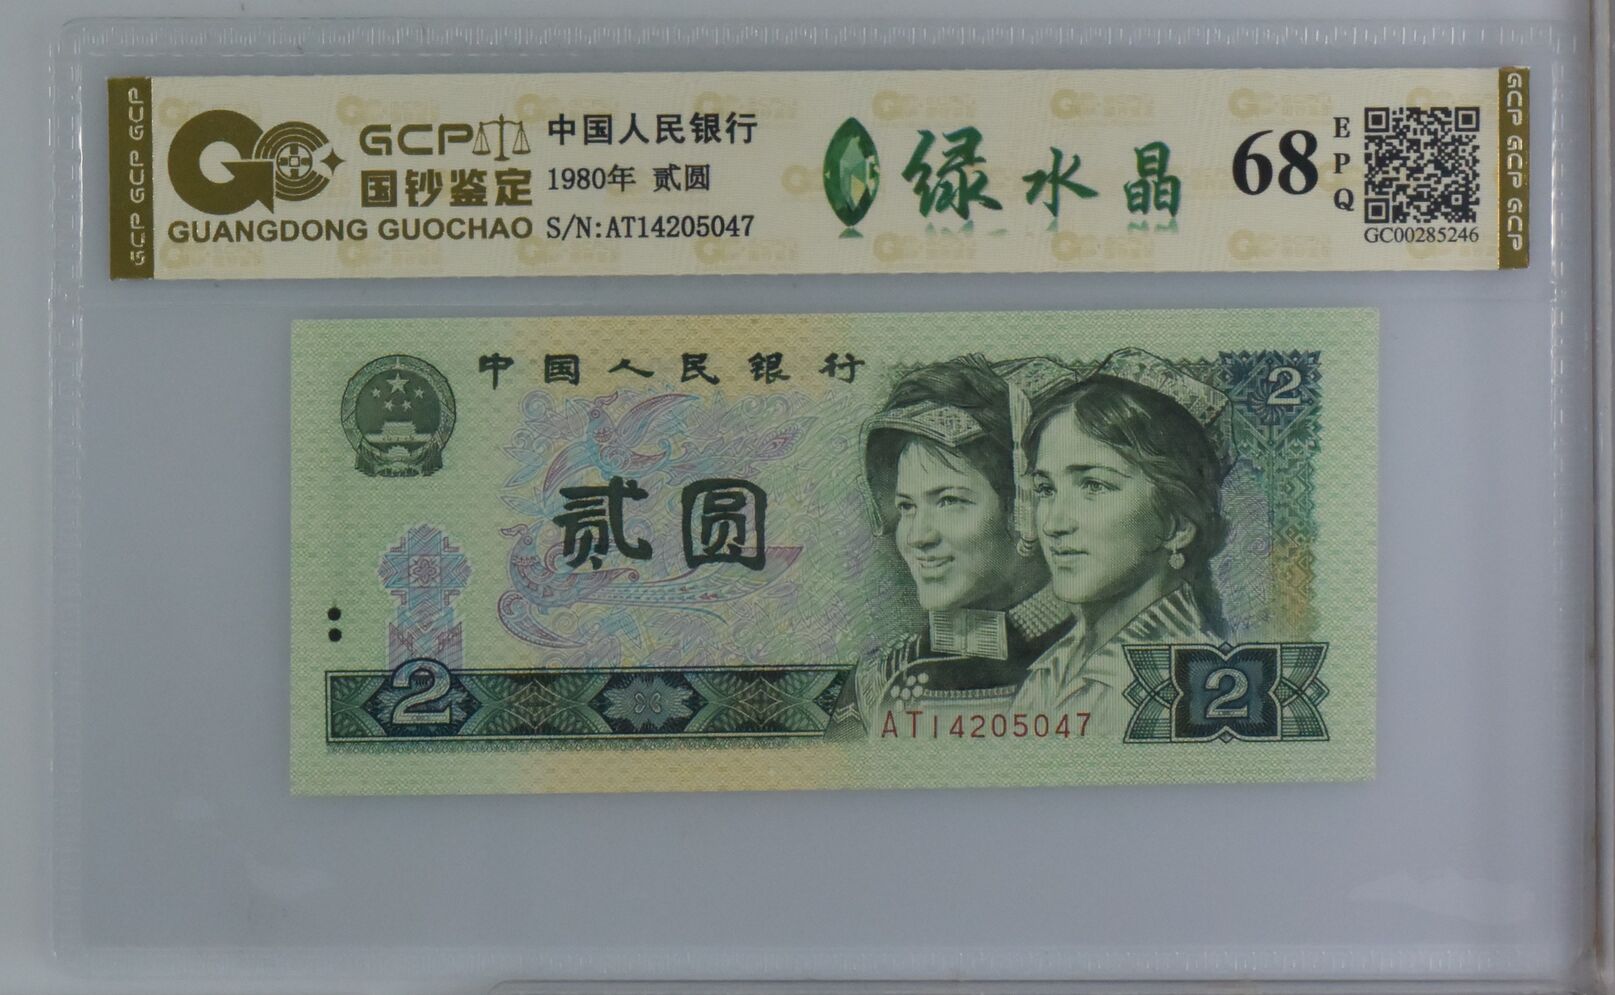 GCP GCP GCP
GCP
国钞鉴定
GUANGDONG GUOCHAO
中国人民银行
1980年 贰圆
S/N:AT14205047
绿水晶
68
EPQ
GC00285246
GCP GCP GCP
中国人民银行
2
贰圆
2
AT14205047
2